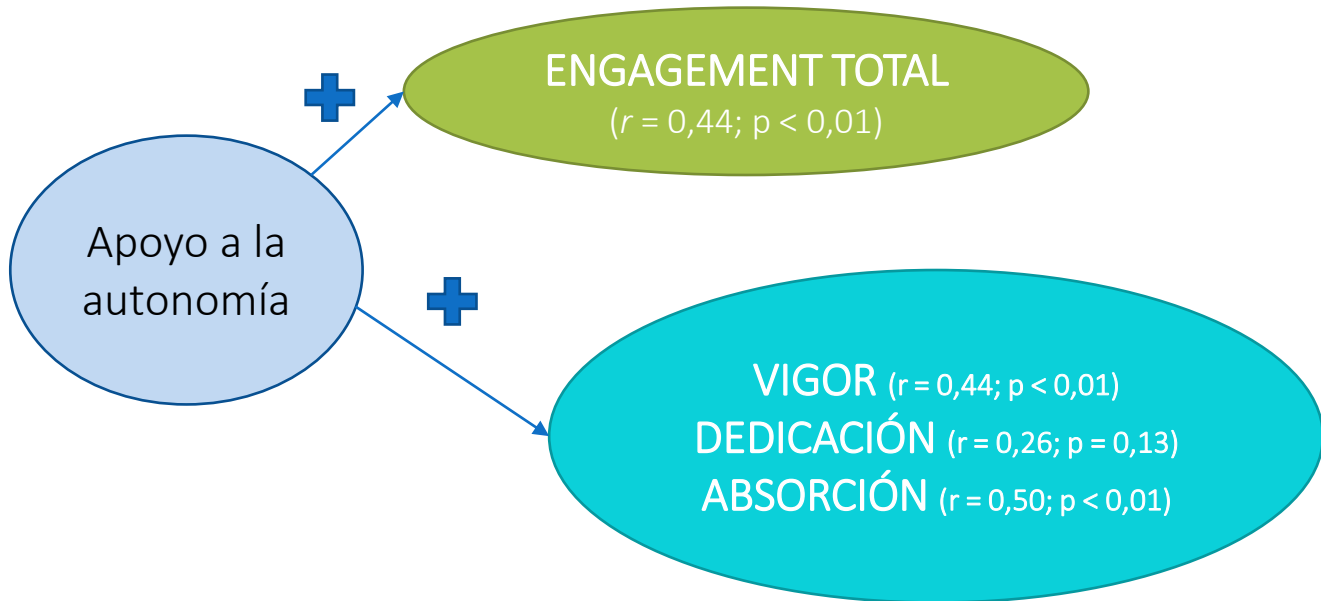 ENGAGEMENT TOTAL
(r = 0,44; p < 0,01)
Apoyo a la
autonomía
VIGOR (r = 0,44; p < 0,01)
DEDICACIÓN (r = 0,26; p = 0,13)
ABSORCIÓN (r = 0,50; p < 0,01)